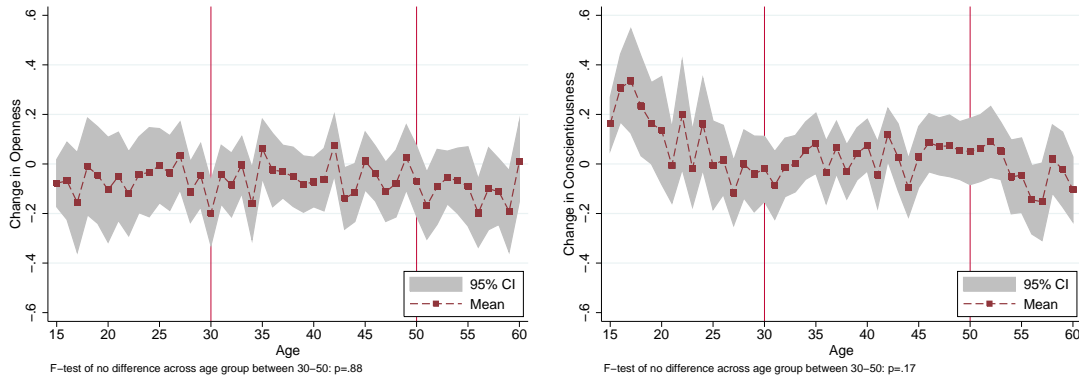 Change in Openness
.6
.4
.2
0
-.2
-.4
-.6
15 20 25 30 35 40 45 50 55 60
Age
95% CI
Mean
F-test of no difference across age group between 30-50: p=.88
Change in Conscientiousness
.6
.4
.2
0
-.2
-.4
-.6
15 20 25 30 35 40 45 50 55 60
Age
95% CI
Mean
F-test of no difference across age group between 30-50: p=.17